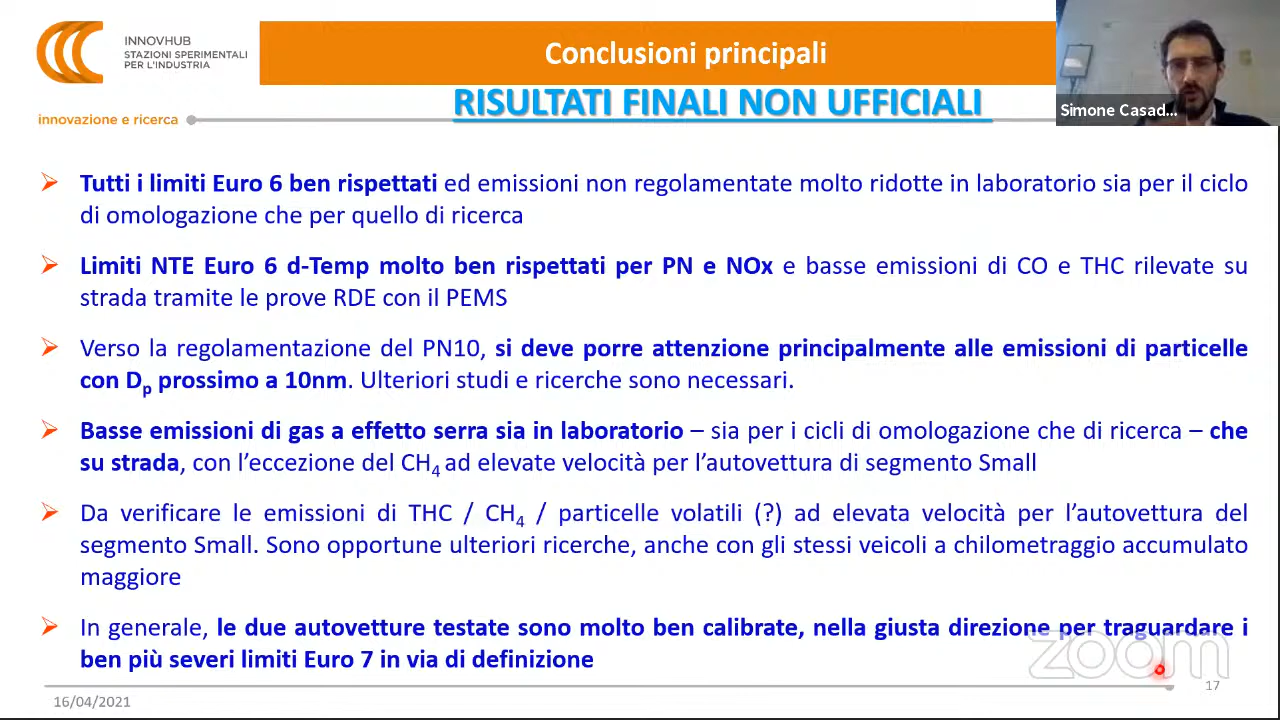 INNOVHUB
STAZIONI SPERIMENTALI
PER L'INDUSTRIA
innovazione e ricerca
Conclusioni principali
RISULTATI FINALI NON UFFICIALI
Simone Casad...
Tutti i limiti Euro 6 ben rispettati ed emissioni non regolamentate molto ridotte in laboratorio sia per il ciclo
di omologazione che per quello di ricerca
Limiti NTE Euro 6 d-Temp molto ben rispettati per PN e NOx e basse emissioni di CO e THC rilevate su
strada tramite le prove RDE con il PEMS
Verso la regolamentazione del PN10, si deve porre attenzione principalmente alle emissioni di particelle
con Dp prossimo a 10nm. Ulteriori studi e ricerche sono necessari.
Basse emissioni di gas a effetto serra sia in laboratorio – sia per i cicli di omologazione che di ricerca – che
su strada, con l'eccezione del CH4 ad elevate velocità per l'autovettura di segmento Small
Da verificare le emissioni di THC / CH4 / particelle volatili (?) ad elevata velocità per l'autovettura del
segmento Small. Sono opportune ulteriori ricerche, anche con gli stessi veicoli a chilometraggio accumulato
maggiore
In generale, le due autovetture testate sono molto ben calibrate, nella giusta direzione per traguardare i
ben più severi limiti Euro 7 in via di definizione
zoom
16/04/2021
17